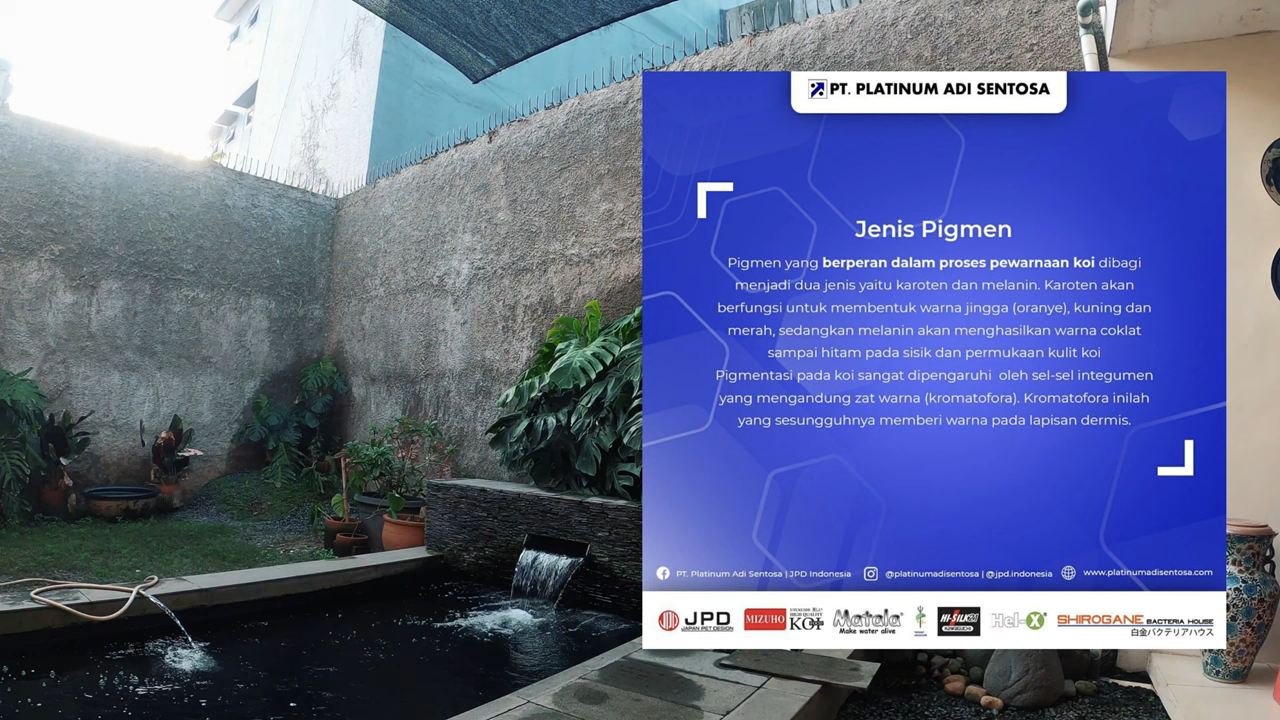 PT. PLATINUM ADI SENTOSA
Jenis Pigmen
Pigmen yang berperan dalam proses pewarnaan koi dibagi
menjadi dua jenis yaitu karoten dan melanin. Karoten akan
berfungsi untuk membentuk warna jingga (oranye), kuning dan
merah, sedangkan melanin akan menghasilkan warna coklat
sampai hitam pada sisik dan permukaan kulit koi
Pigmentasi pada koi sangat dipengaruhi oleh sel-sel integumen
yang mengandung zat warna (kromatofora). Kromatofora inilah
yang sesungguhnya memberi warna pada lapisan dermis.
PT. Platinum Adi Sentosa | JPD Indonesia @platinumadisentosa | @jpd.indonesia www.platinumadisentosa.com
JPD MIZUHO HIGH QUALITY KOI Matala® HI-SILK21 Hel-X® SHIROGANE BACTERIA HOUSE
JAPAN PET DESIGN Make water alive 白金バクテリアハウス